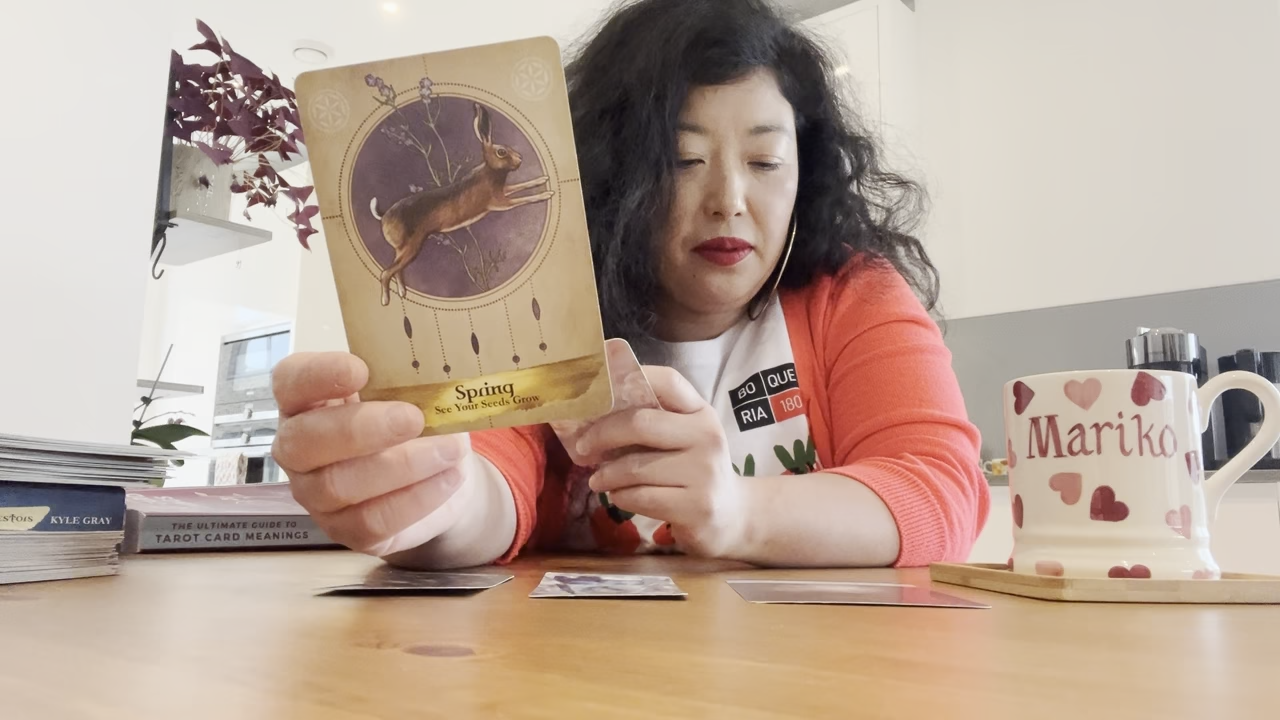 Spring
See Your Seeds Grow
BO QUE
RIA 180
Mariko
KYLE GRAY
THE ULTIMATE GUIDE TO
TAROT CARD MEANINGS